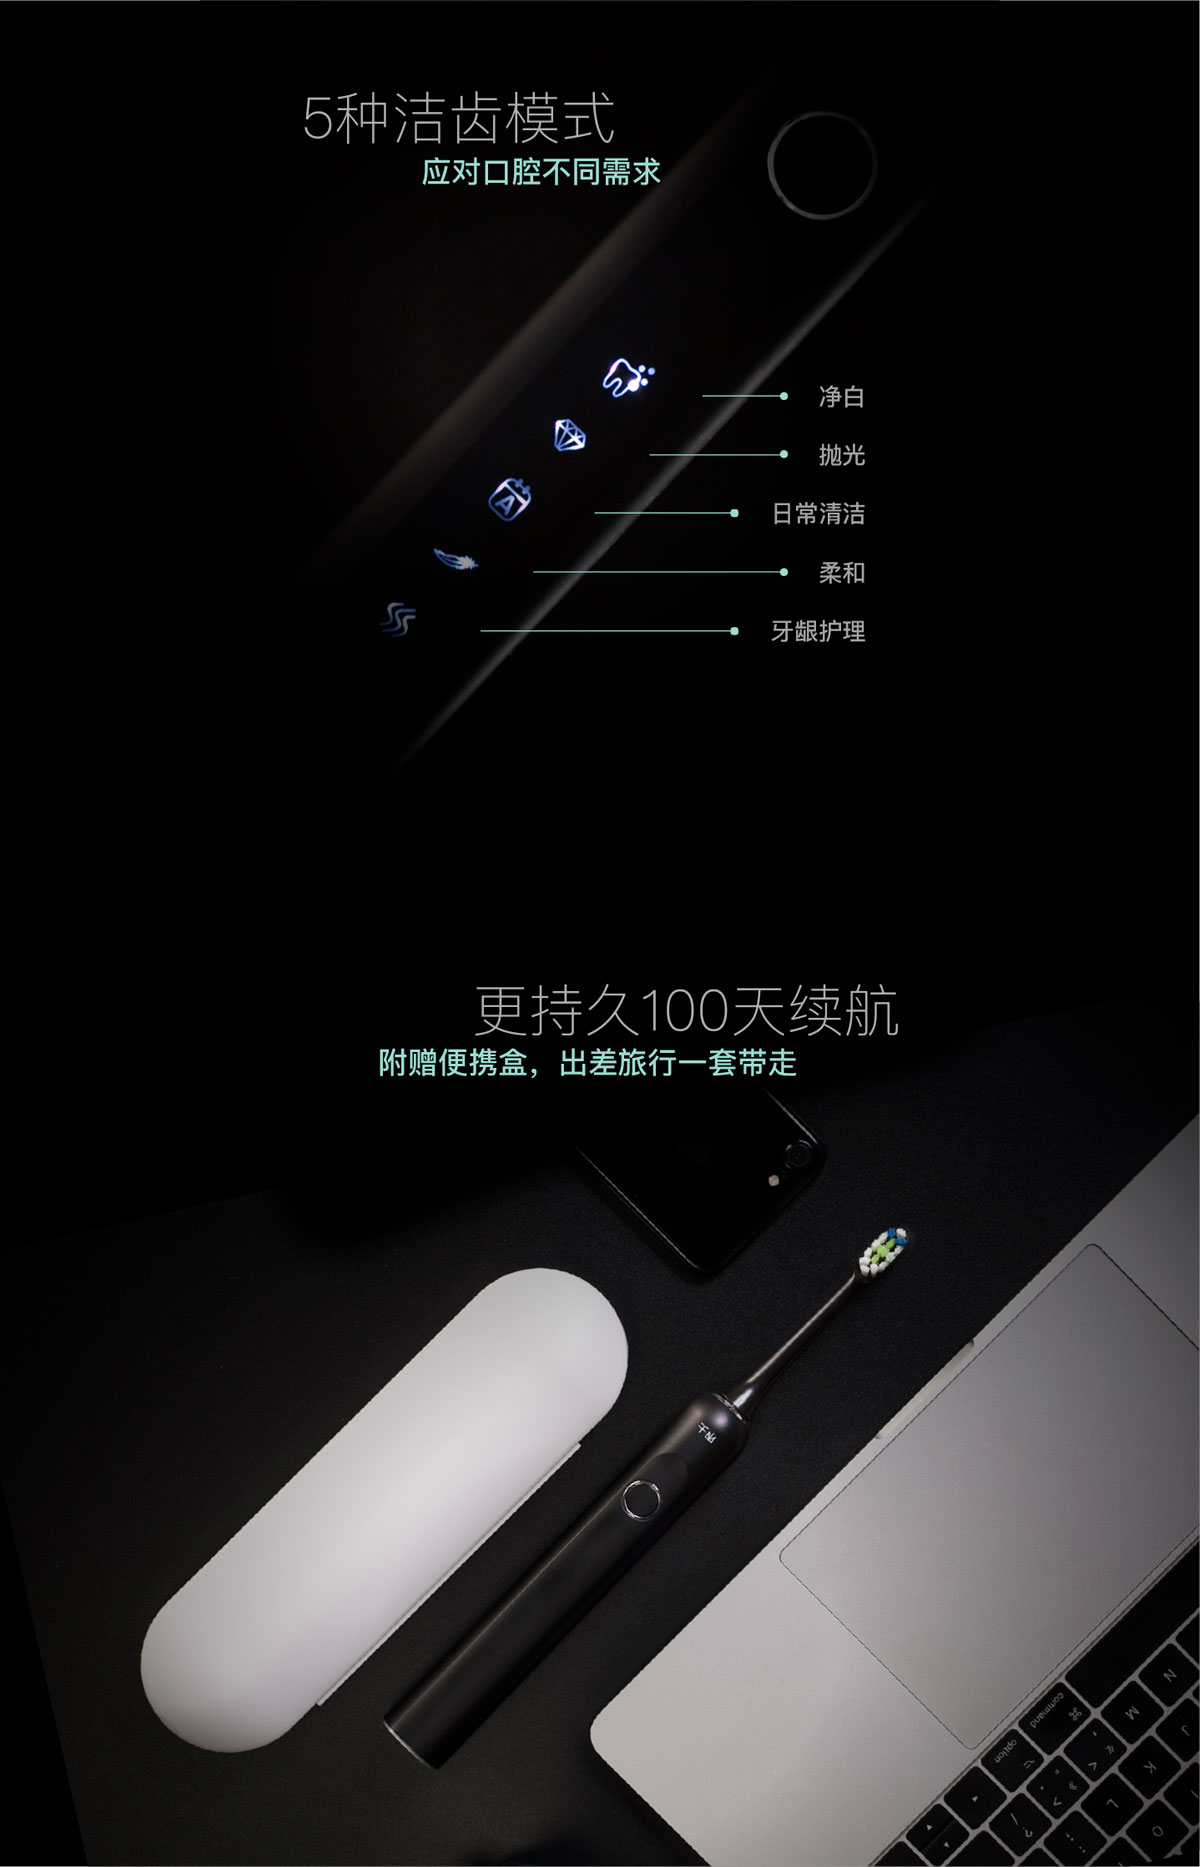 5种洁齿模式
应对口腔不同需求
净白
抛光
A
日常清洁
柔和
牙龈护理
更持久100天续航
附赠便携盒，出差旅行一套带走
command
option
N
M
J
K
L
O